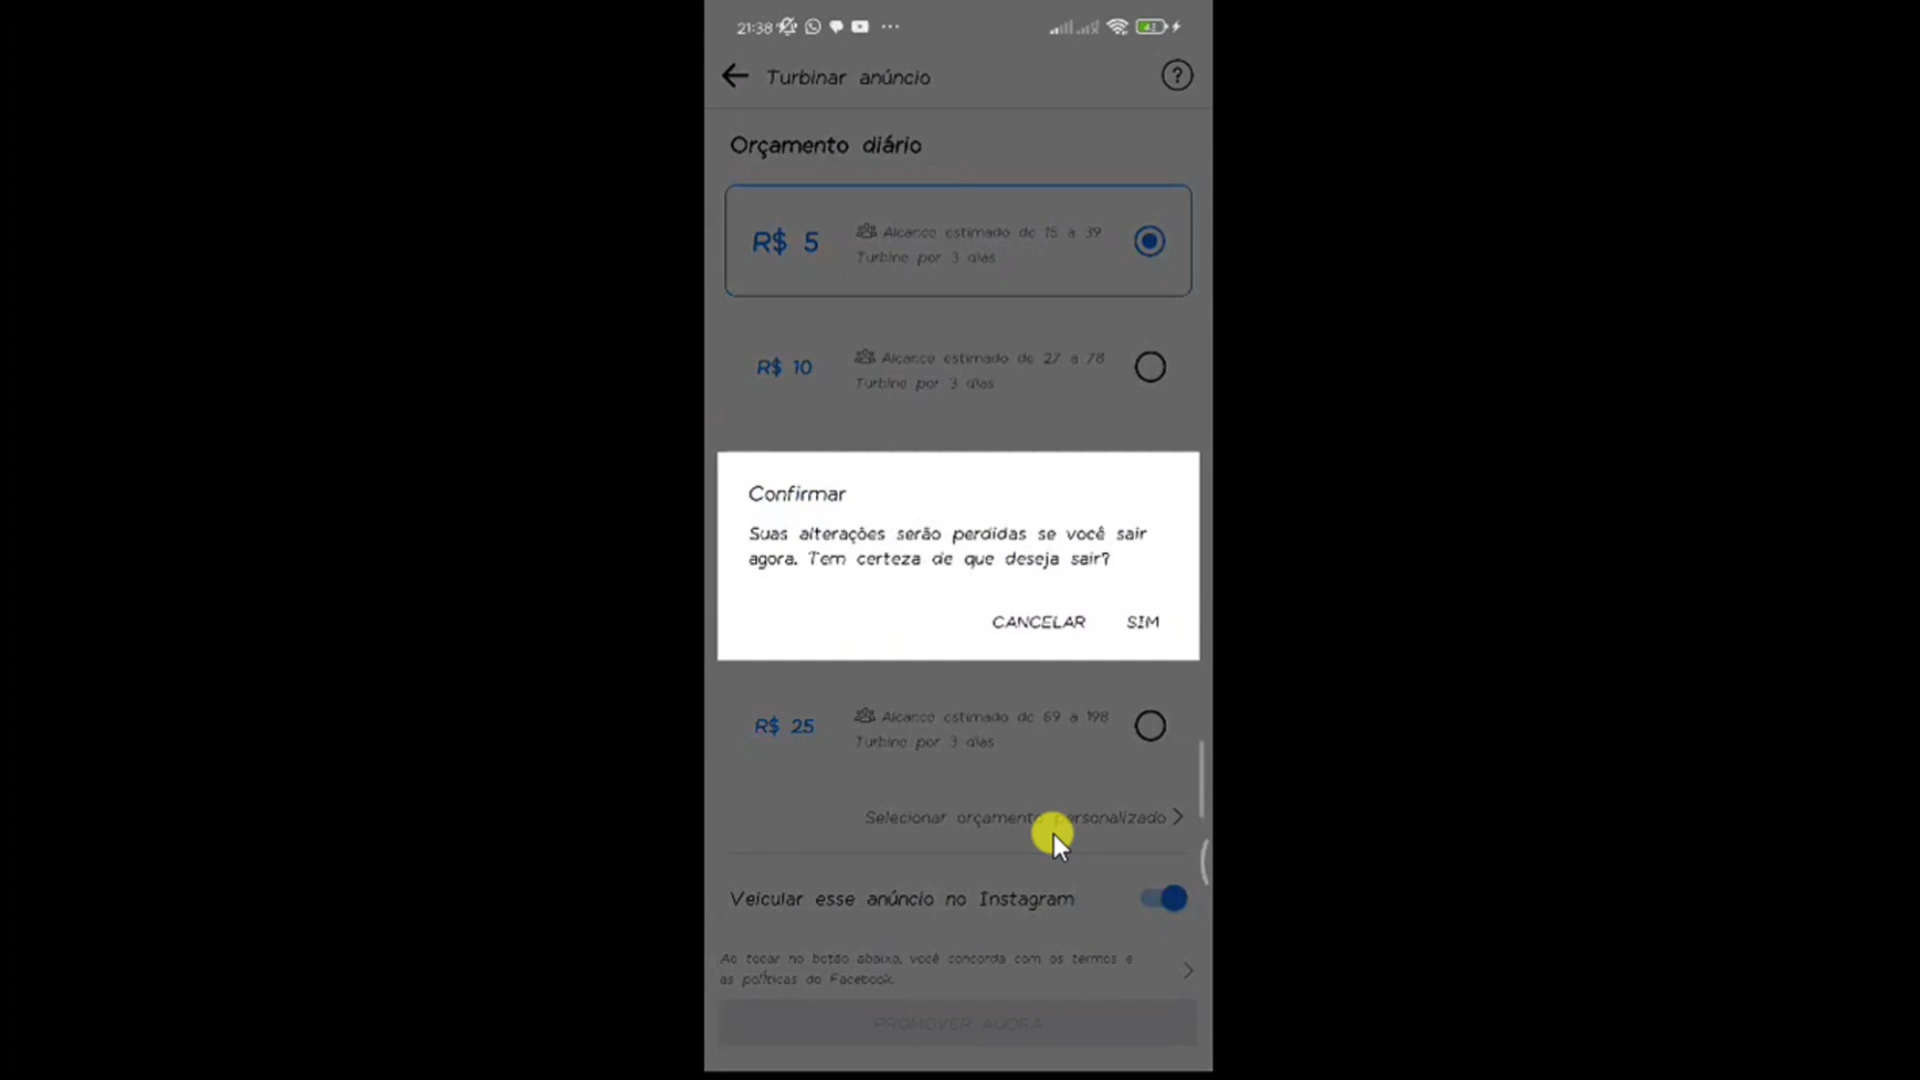 21:38
Turbinar anúncio
Orçamento diário
R$ 5
Alcance estimado de 15 a 39
Turbine por 3 dias
R$ 10
Alcance estimado de 27 a 78
Turbine por 3 dias
Confirmar
Suas alterações serão perdidas se você sair
agora. Tem certeza de que deseja sair?
CANCELAR SIM
R$ 25
Alcance estimado de 69 a 198
Turbine por 3 dias
Selecionar orçamento personalizado
Veicular esse anúncio no Instagram
Ao tocar no botão abaixo, você concorda com os termos e
as políticas do Facebook.
PROMOVER AGORA